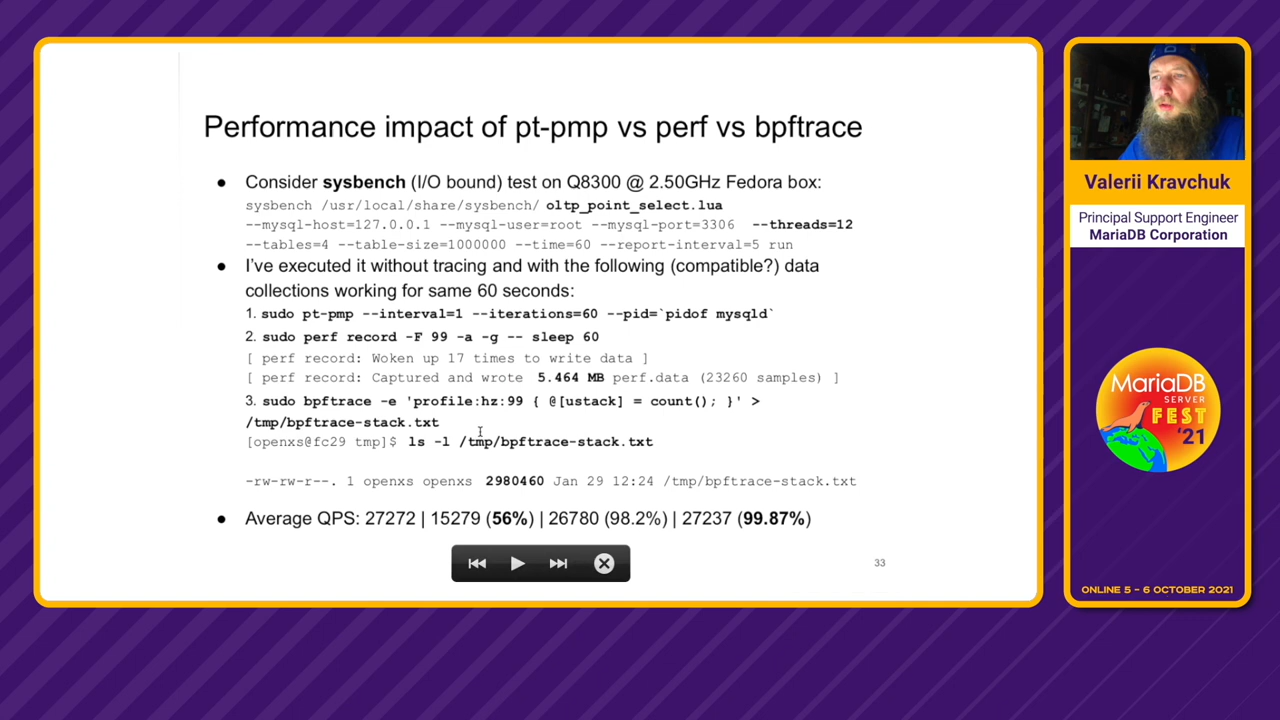 Performance impact of pt-pmp vs perf vs bpftrace
● Consider sysbench (I/O bound) test on Q8300 @ 2.50GHz Fedora box:
sysbench /usr/local/share/sysbench/ oltp_point_select.lua
--mysql-host=127.0.0.1 --mysql-user=root --mysql-port=3306 --threads=12
--tables=4 --table-size=1000000 --time=60 --report-interval=5 run
● I've executed it without tracing and with the following (compatible?) data
collections working for same 60 seconds:
1. sudo pt-pmp --interval=1 --iterations=60 --pid=`pidof mysqld`
2. sudo perf record -F 99 -a -g -- sleep 60
[ perf record: Woken up 17 times to write data ]
[ perf record: Captured and wrote 5.464 MB perf.data (23260 samples) ]
3. sudo bpftrace -e 'profile:hz:99 { @[ustack] = count(); }' >
/tmp/bpftrace-stack.txt
[openxs@fc29 tmp]$ ls -l /tmp/bpftrace-stack.txt
-rw-rw-r--. 1 openxs openxs 2980460 Jan 29 12:24 /tmp/bpftrace-stack.txt
● Average QPS: 27272 | 15279 (56%) | 26780 (98.2%) | 27237 (99.87%)
33
Valerii Kravchuk
Principal Support Engineer
MariaDB Corporation
MariaDB
SERVER
FEST
'21
ONLINE 5 - 6 OCTOBER 2021